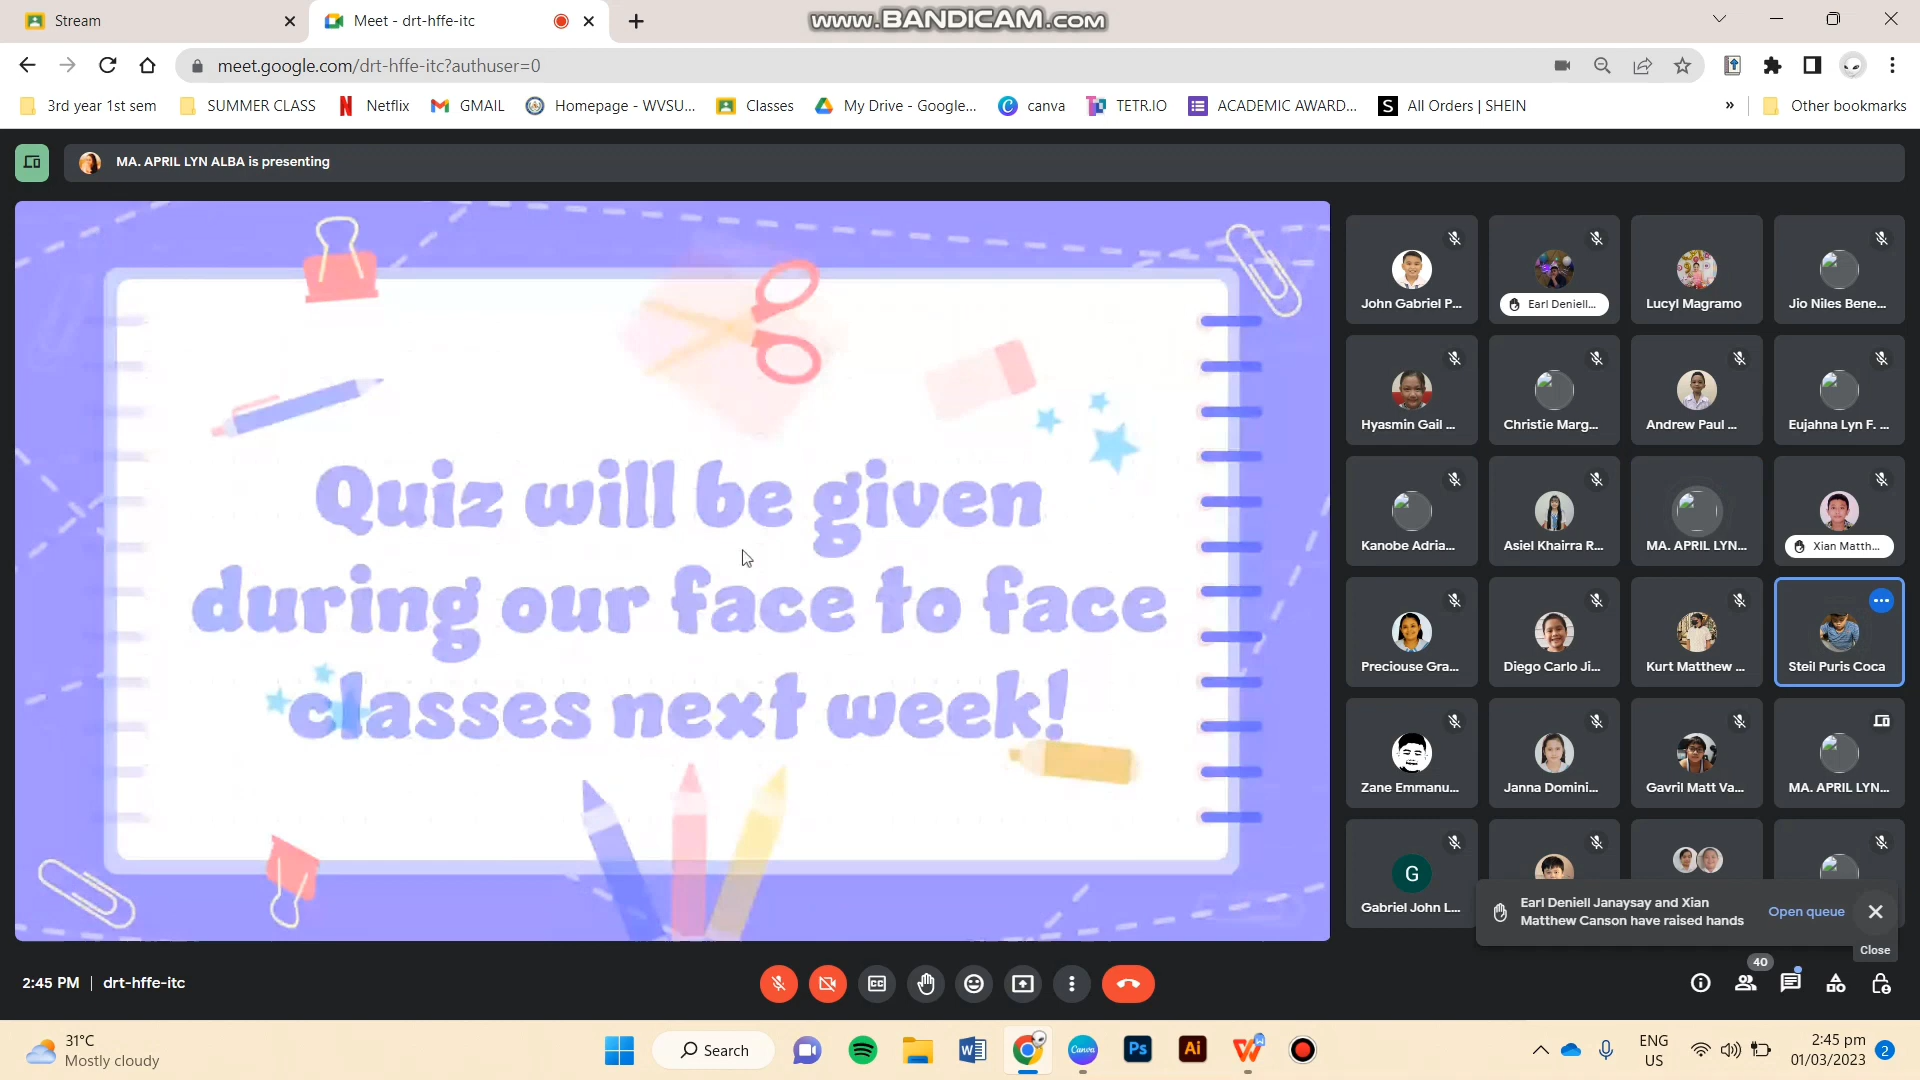 Stream
Meet - drt-hffe-itc
www.BANDICAM.com
meet.google.com/drt-hffe-itc?authuser=0
3rd year 1st sem
SUMMER CLASS
Netflix
GMAIL
Homepage - WVSU...
Classes
My Drive - Google...
canva
TETR.IO
ACADEMIC AWARD...
S
All Orders | SHEIN
»
Other bookmarks
MA. APRIL LYN ALBA is presenting
Quiz will be given
during our face to face
classes next week!
John Gabriel P...
Earl Deniell...
Lucyl Magramo
Jio Niles Bene...
Hyasmin Gail ...
Christie Marg...
Andrew Paul ...
Eujahna Lyn F. ...
Kanobe Adria...
Asiel Khairra R...
MA. APRIL LYN...
Xian Matth...
Preciouse Gra...
Diego Carlo Ji...
Kurt Matthew ...
Steil Puris Coca
Zane Emmanu...
Janna Domini...
Gavril Matt Va...
MA. APRIL LYN...
G
Gabriel John L...
Earl Deniell Janaysay and Xian
Matthew Canson have raised hands
Open queue
Close
2:45 PM | drt-hffe-itc
40
31°C
Mostly cloudy
Search
Canva
Ps
Ai
ENG
US
2:45 pm
01/03/2023
2